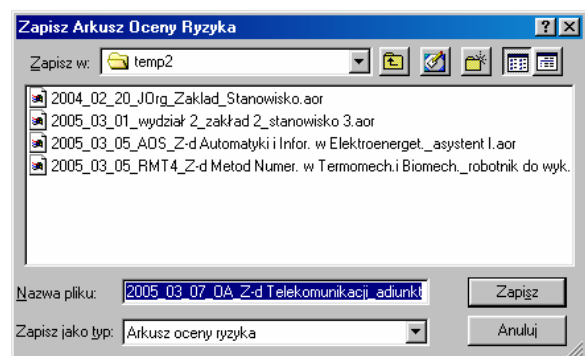 Zapisz Arkusz Oceny Ryzyka
Zapisz w: temp2
2004_02_20_JOrg_Zaklad_Stanowisko.aor
2005_03_01_wydział 2_zakład 2_stanowisko 3.aor
2005_03_05_AOS_Z-d Automatyki i Infor. w Elektroenerget._asystent I.aor
2005_03_05_RMT4_Z-d Metod Numer. w Termomech.i Biomech._robotnik do wyk.
Nazwa pliku: 2005_03_07_OA_Z-d Telekomunikacji_adiunkt Zapisz
Zapisz jako typ: Arkusz oceny ryzyka Anuluj